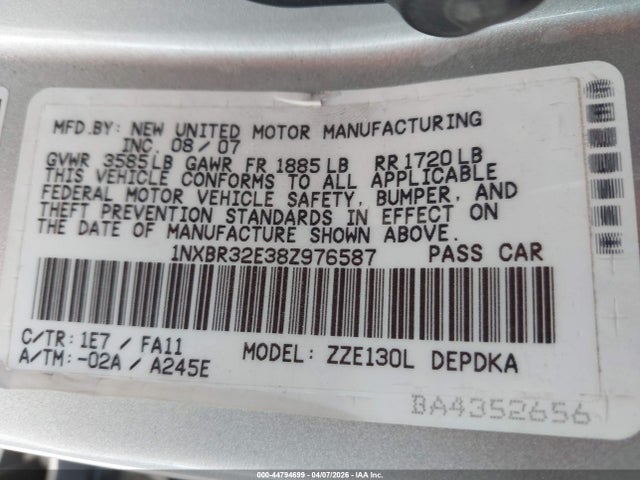 MFD.BY: NEW UNITED MOTOR MANUFACTURING
INC. 08/07
GVWR 3585LB GAWR FR 1885LB RR 1720LB
THIS VEHICLE CONFORMS TO ALL APPLICABLE
FEDERAL MOTOR VEHICLE SAFETY, BUMPER, AND
THEFT PREVENTION STANDARDS IN EFFECT ON
THE DATE OF MANUFACTURE SHOWN ABOVE.
1NXBR32E38Z976587 PASS CAR
C/TR: 1E7 / FA11
A/TM: -02A / A245E
MODEL: ZZE130L DEPDKA
BA4352656
000-44794699 | 04/07/2026 | IAA Inc.